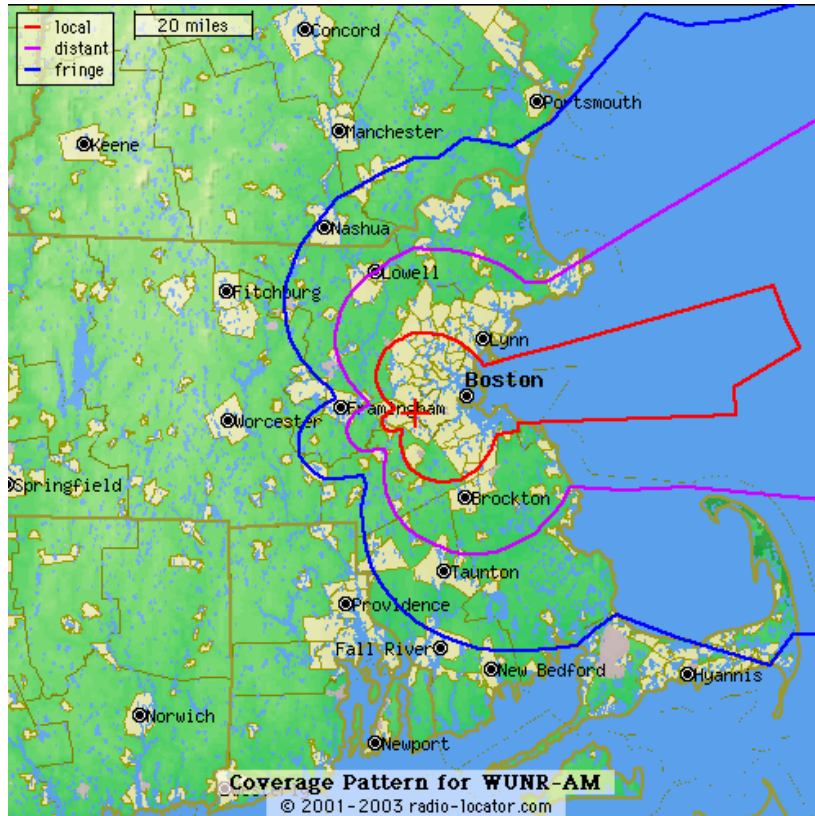 20 miles
local
distant
fringe
Concord
Portsmouth
Manchester
Keene
Nashua
Lowell
Fitchburg
Lynn
Boston
Framingham
Worcester
Springfield
Brockton
Taunton
Providence
Fall River
New Bedford
Hyannis
Norwich
Newport
Coverage Pattern for WUNR-AM
© 2001-2003 radio-locator.com